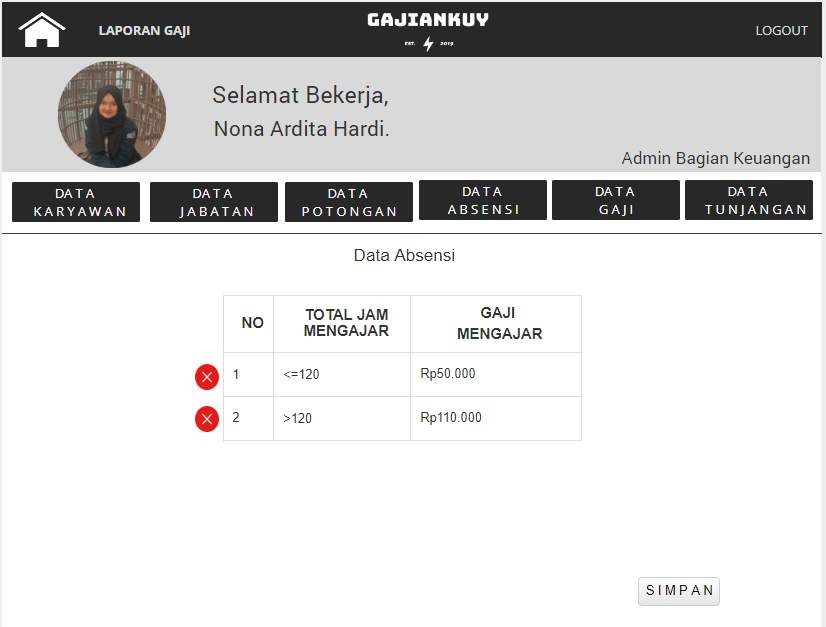 LAPORAN GAJI
GAJIANKUY
EST. 2019
LOGOUT
Selamat Bekerja,
Nona Ardita Hardi.
Admin Bagian Keuangan
DATA
KARYAWAN
DATA
JABATAN
DATA
POTONGAN
DATA
ABSENSI
DATA
GAJI
DATA
TUNJANGAN
Data Absensi
NO
TOTAL JAM
MENGAJAR
GAJI
MENGAJAR
1 <=120 Rp50.000
2 >120 Rp110.000
SIMPAN